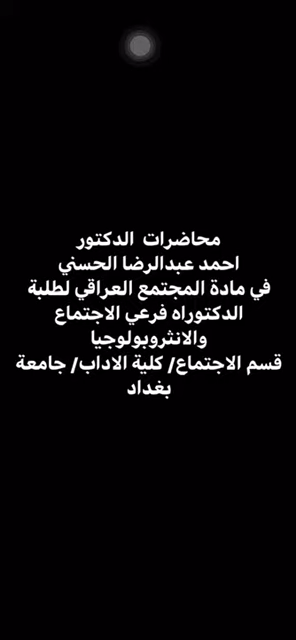 محاضرات الدكتور
احمد عبدالرضا الحسني
في مادة المجتمع العراقي لطلبة
الدكتوراه فرعي الاجتماع
والانثروبولوجيا
قسم الاجتماع/ كلية الاداب/ جامعة
بغداد